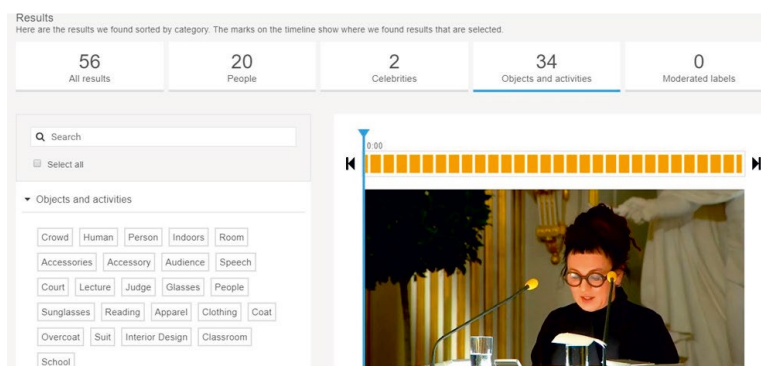 Results
Here are the results we found sorted by category. The marks on the timeline show where we found results that are selected.
56 20 2 34 0
All results People Celebrities Objects and activities Moderated labels
Search
Select all
0:00
Objects and activities
Crowd Human Person Indoors Room
Accessories Accessory Audience Speech
Court Lecture Judge Glasses People
Sunglasses Reading Apparel Clothing Coat
Overcoat Suit Interior Design Classroom
School